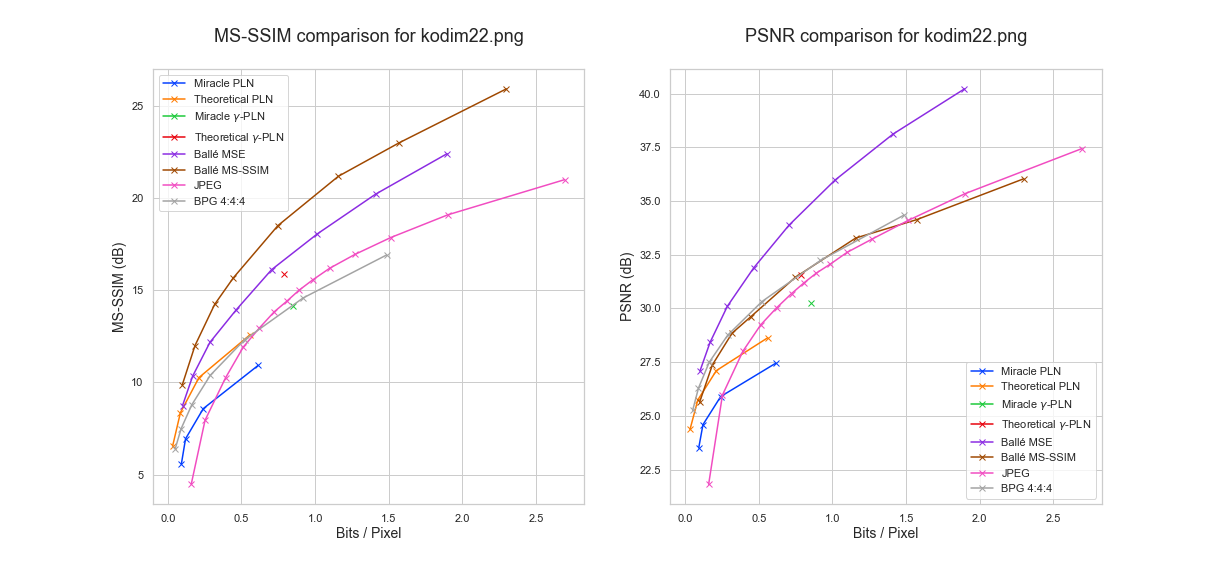 MS-SSIM comparison for kodim22.png
MS-SSIM (dB)
25
20
15
10
5
Miracle PLN
Theoretical PLN
Miracle γ-PLN
Theoretical γ-PLN
Ballé MSE
Ballé MS-SSIM
JPEG
BPG 4:4:4
0.0 0.5 1.0 1.5 2.0 2.5
Bits / Pixel
PSNR comparison for kodim22.png
PSNR (dB)
40.0
37.5
35.0
32.5
30.0
27.5
25.0
22.5
Miracle PLN
Theoretical PLN
Miracle γ-PLN
Theoretical γ-PLN
Ballé MSE
Ballé MS-SSIM
JPEG
BPG 4:4:4
0.0 0.5 1.0 1.5 2.0 2.5
Bits / Pixel